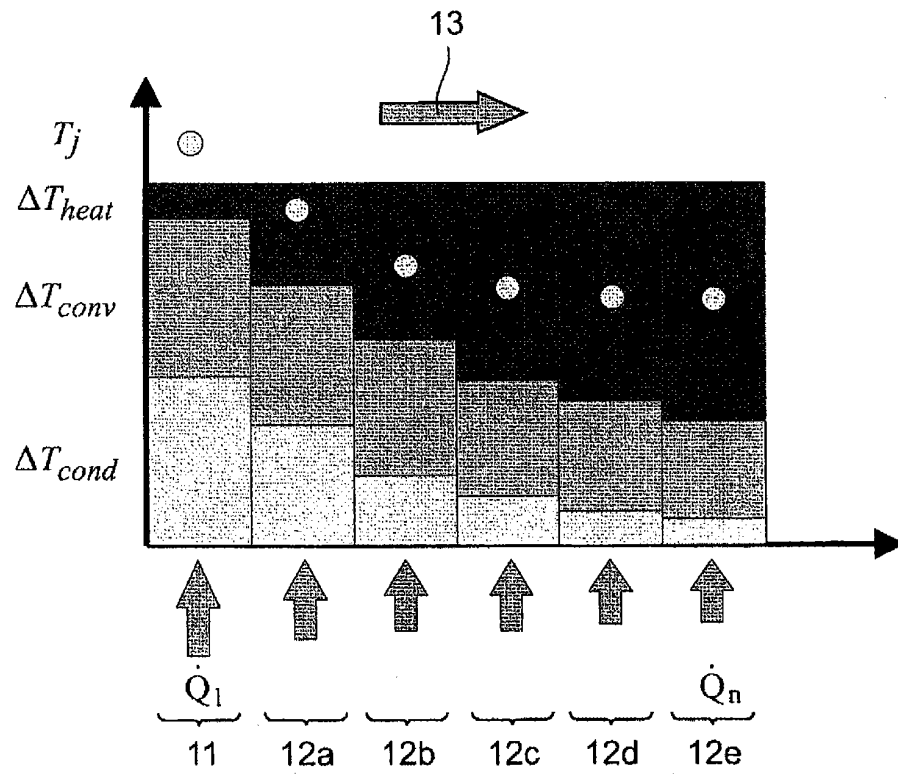 13
Tj
ΔTheat
ΔTconv
ΔTcond
Q̇1 Q̇n
11 12a 12b 12c 12d 12e